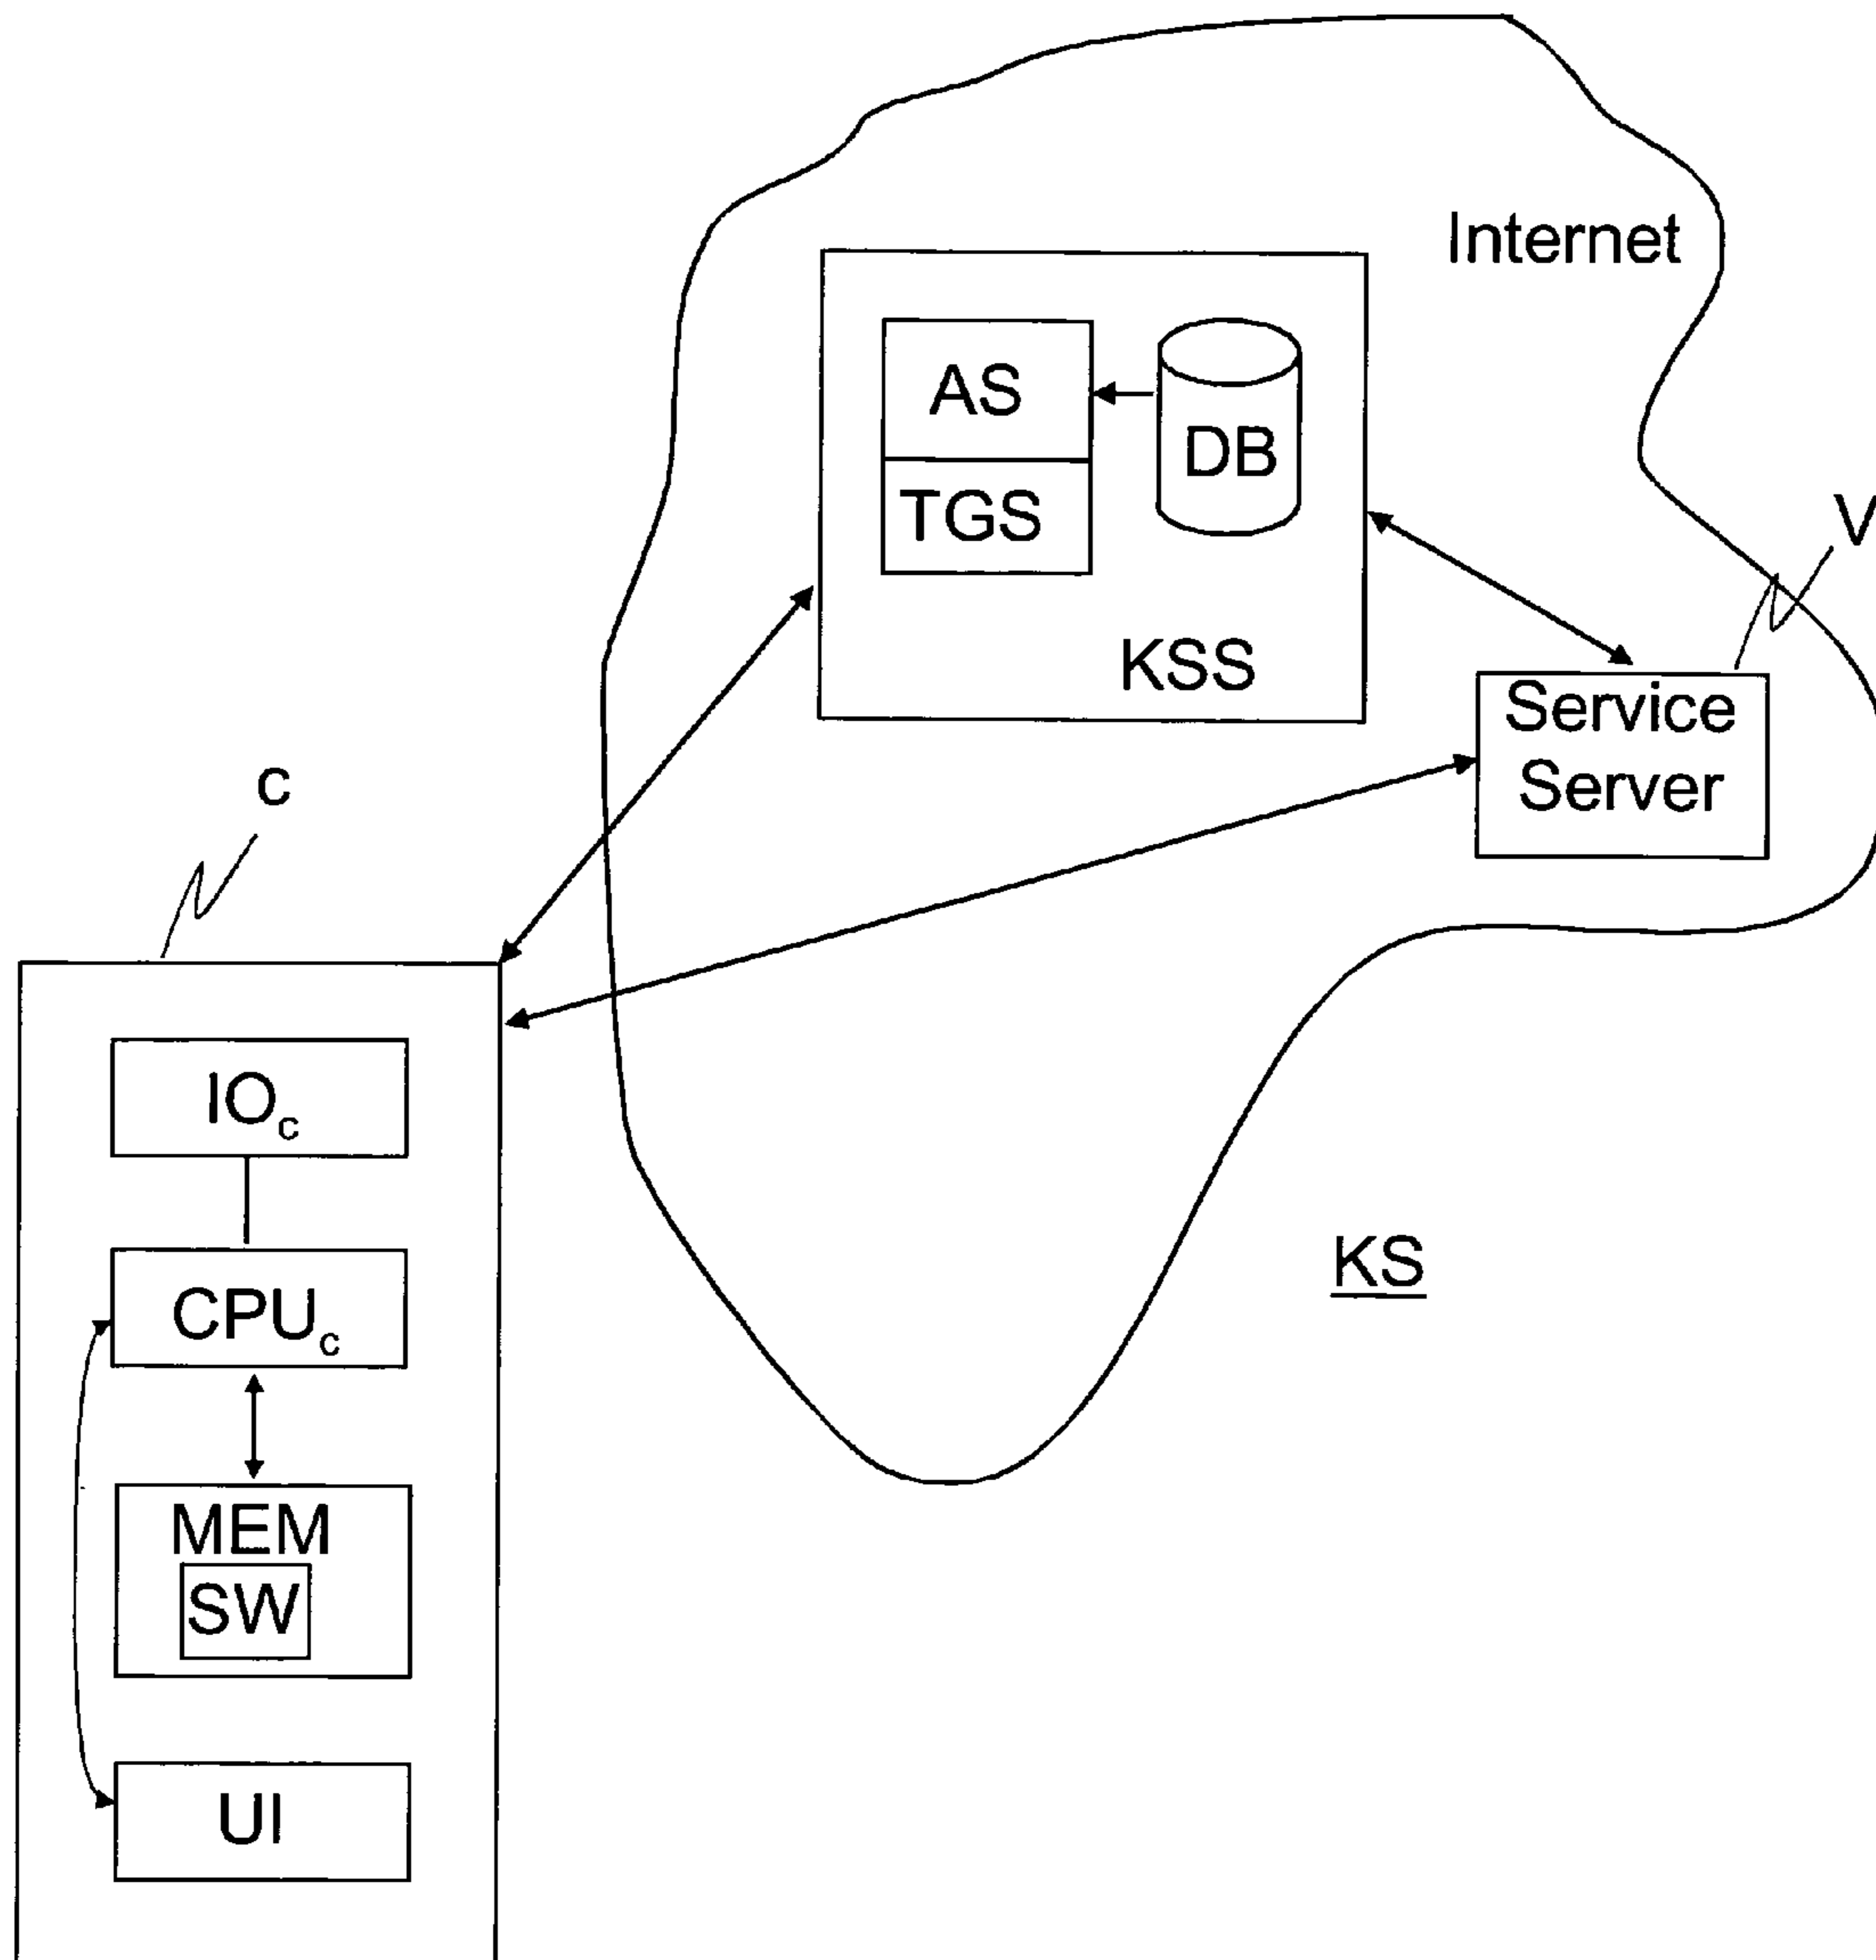 Internet
AS
DB
TGS
V
KSS
Service
Server
c
IOc
KS
CPUc
MEM
SW
UI